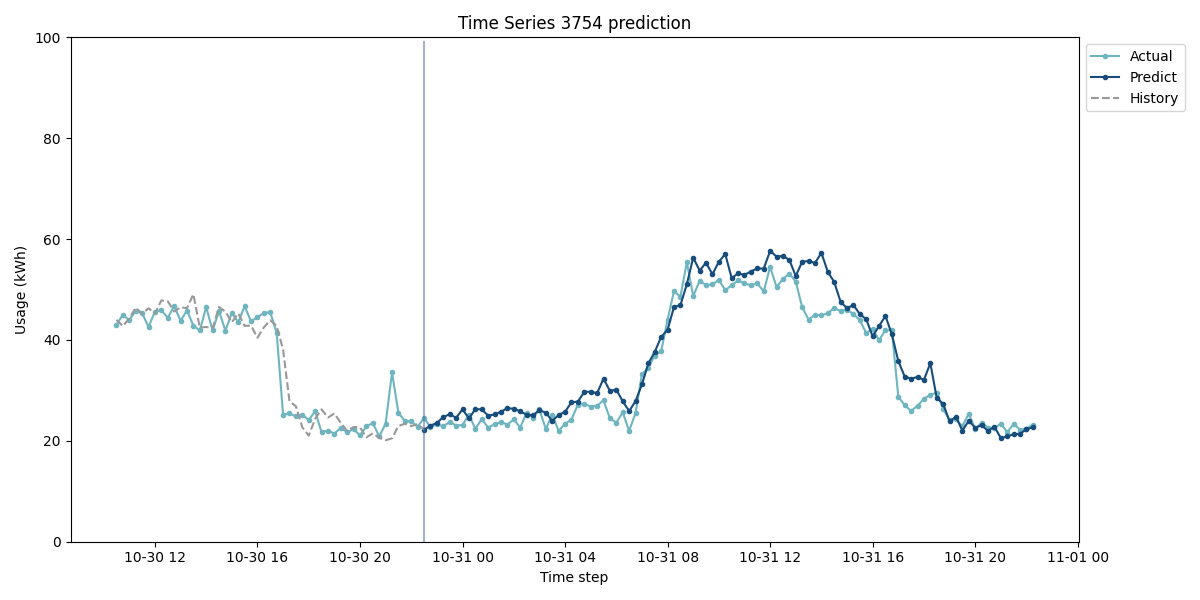 Time Series 3754 prediction
100
80
60
40
20
0
Usage (kWh)
10-30 12
10-30 16
10-30 20
10-31 00
10-31 04
10-31 08
10-31 12
10-31 16
10-31 20
11-01 00
Time step
Actual
Predict
History